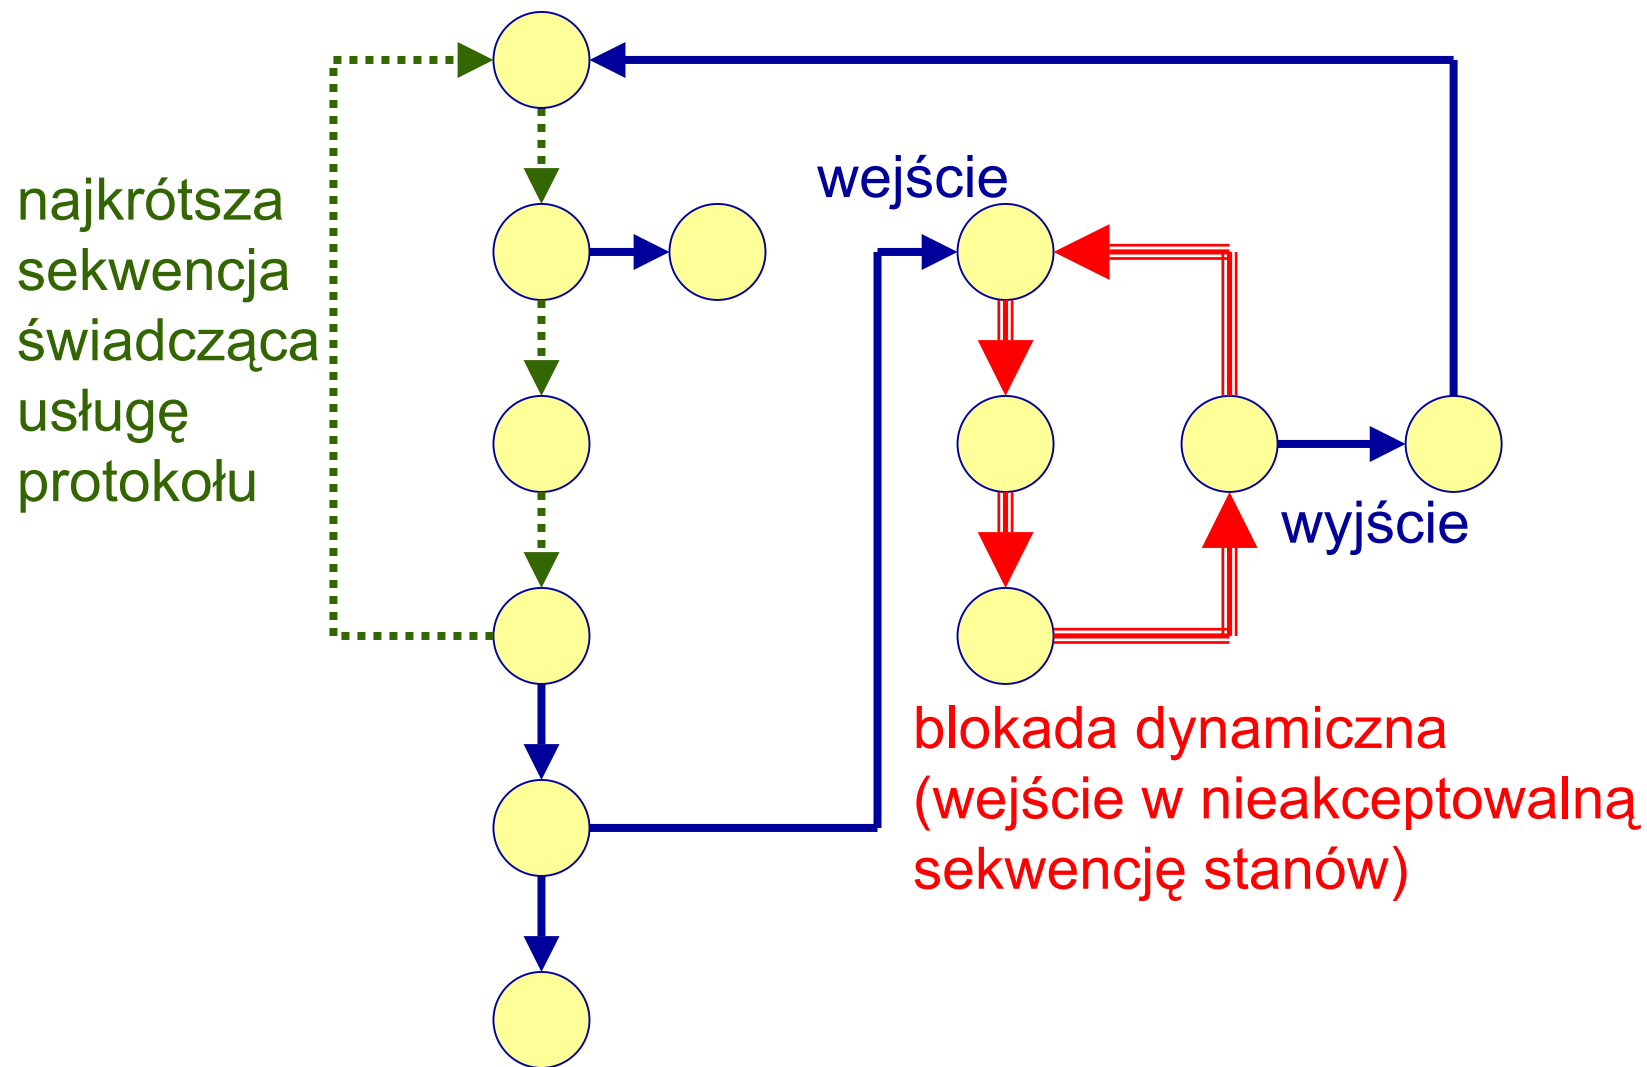 najkrótsza
sekwencja
świadcząca
usługę
protokołu
wejście
wyjście
blokada dynamiczna
(wejście w nieakceptowalną
sekwencję stanów)